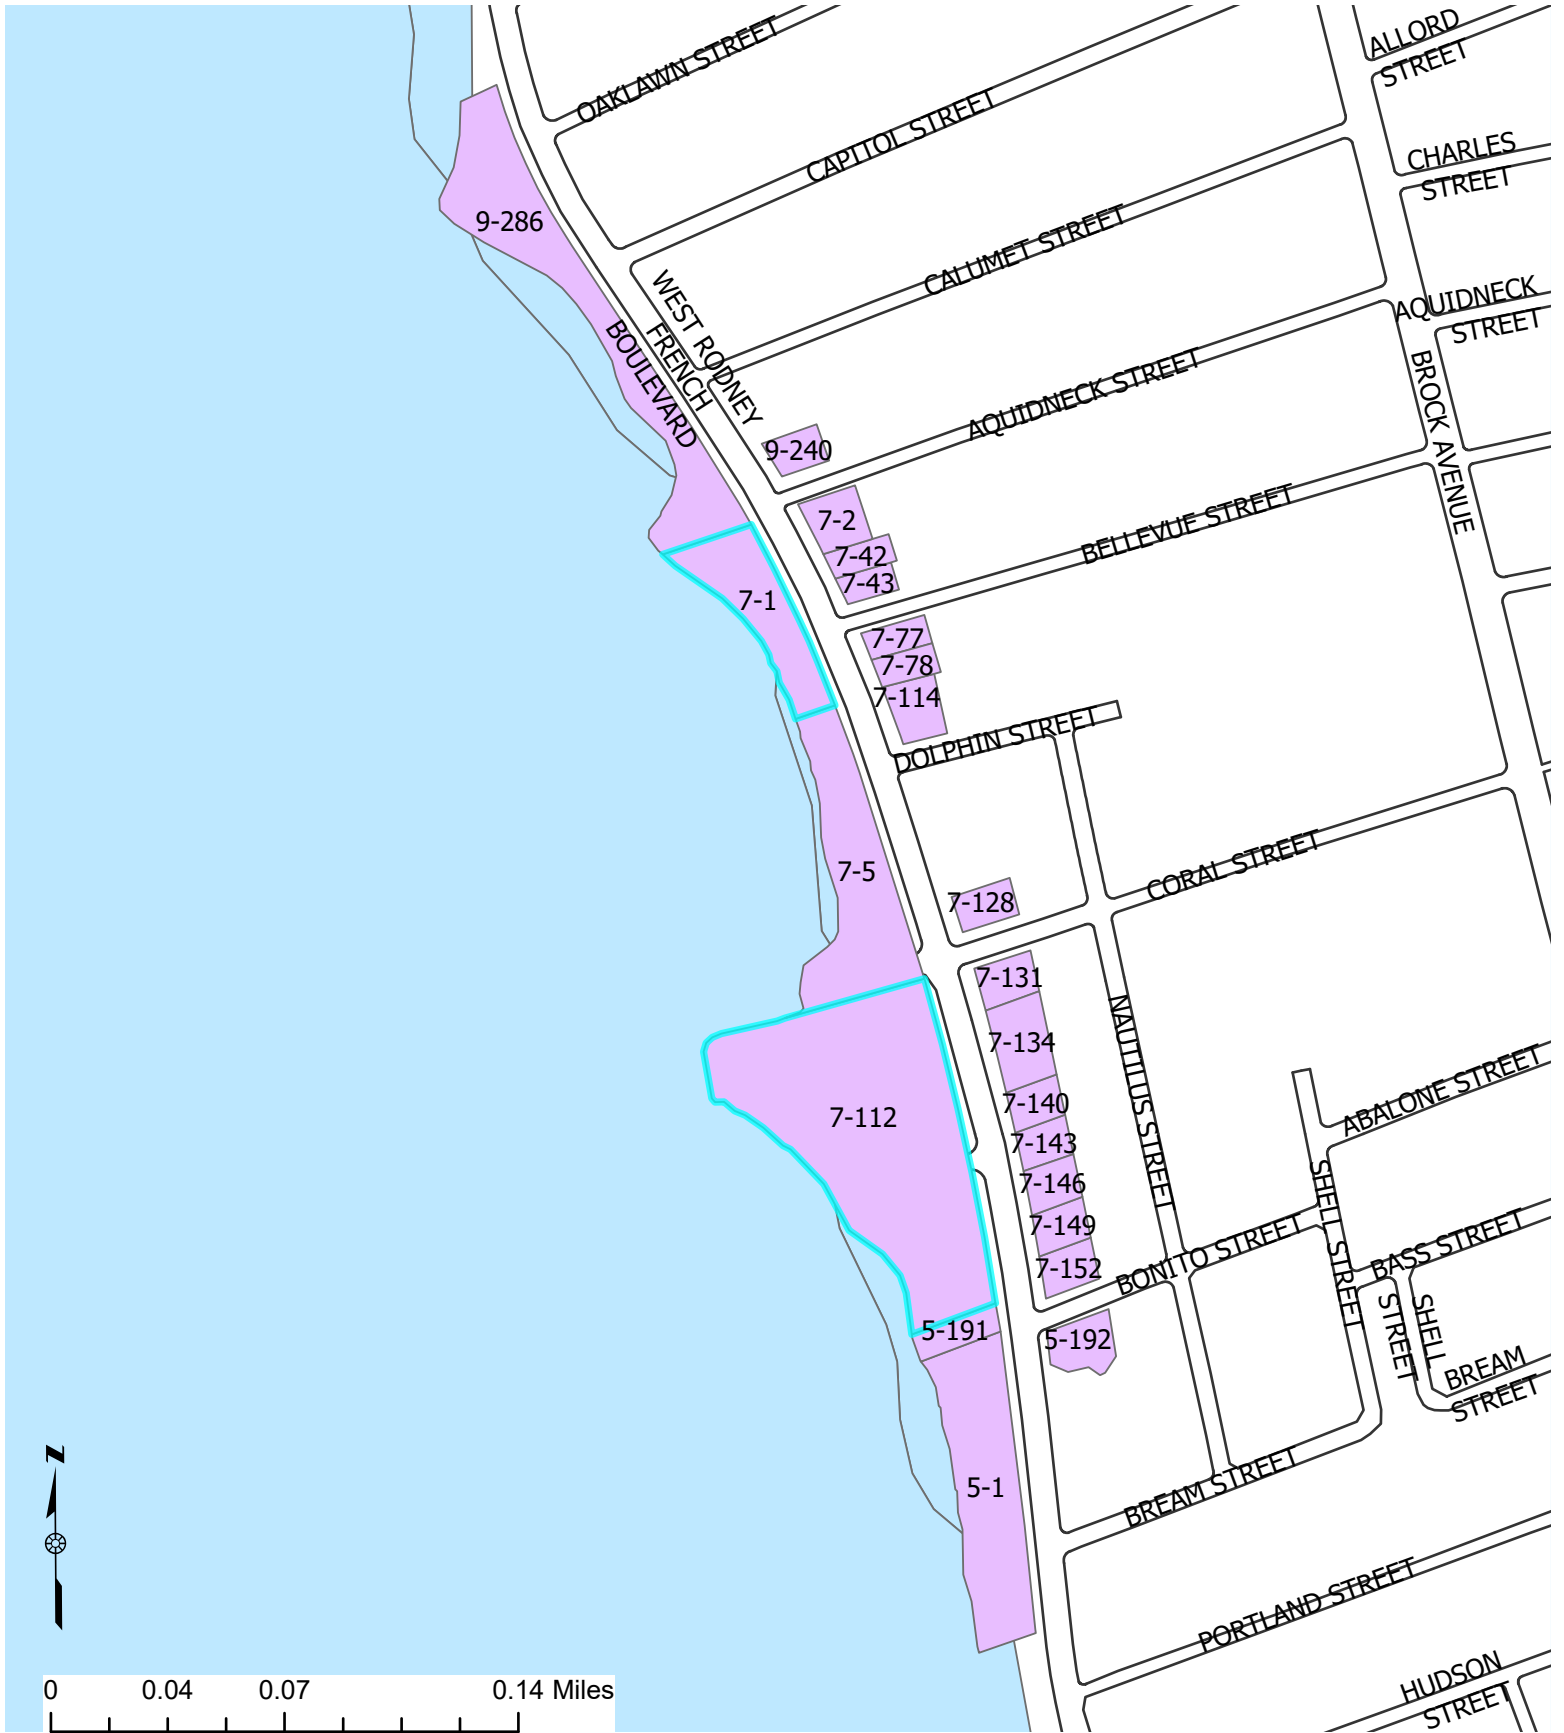 OAKLAWN STREET
ALLORD
STREET
CAPITOL STREET
CHARLES
STREET
9-286
CALUMET STREET
WEST RODNEY
FRENCH
BOULEVARD
AQUIDNECK
STREET
AQUIDNECK STREET
BROCK AVENUE
9-240
7-2
BELLEVUE STREET
7-42
7-43
7-1
7-77
7-78
7-114
DOLPHIN STREET
7-5
CORAL STREET
7-128
7-131
7-134
NAUTILUS STREET
7-140
ABALONE STREET
7-112
7-143
7-146
SHELL STREET
7-149
BASS STREET
BONITO STREET
7-152
5-191
5-192
SHELL
STREET
BREAM
STREET
5-1
BREAM STREET
PORTLAND STREET
HUDSON
STREET
N
0 0.04 0.07 0.14 Miles